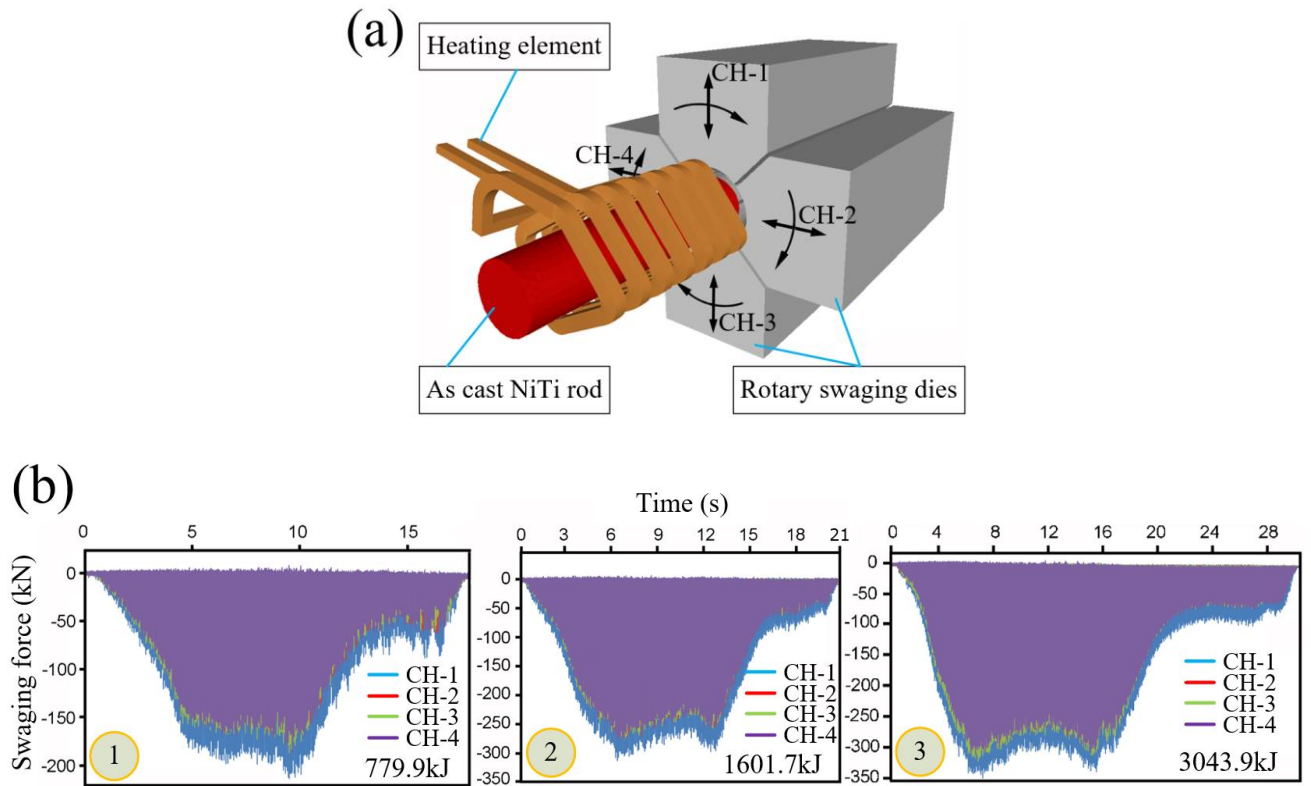 (a)
Heating element
CH-1
CH-4
CH-2
CH-3
As cast NiTi rod
Rotary swaging dies
(b)
Time (s)
0 5 10 15
0 3 6 9 12 15 18 21
0 4 8 12 16 20 24 28
Swaging force (kN)
0
-50
-100
-150
-200
CH-1
CH-2
CH-3
CH-4
1
779.9kJ
0
-50
-100
-150
-200
-250
-300
-350
CH-1
CH-2
CH-3
CH-4
2
1601.7kJ
0
-50
-100
-150
-200
-250
-300
-350
CH-1
CH-2
CH-3
CH-4
3
3043.9kJ